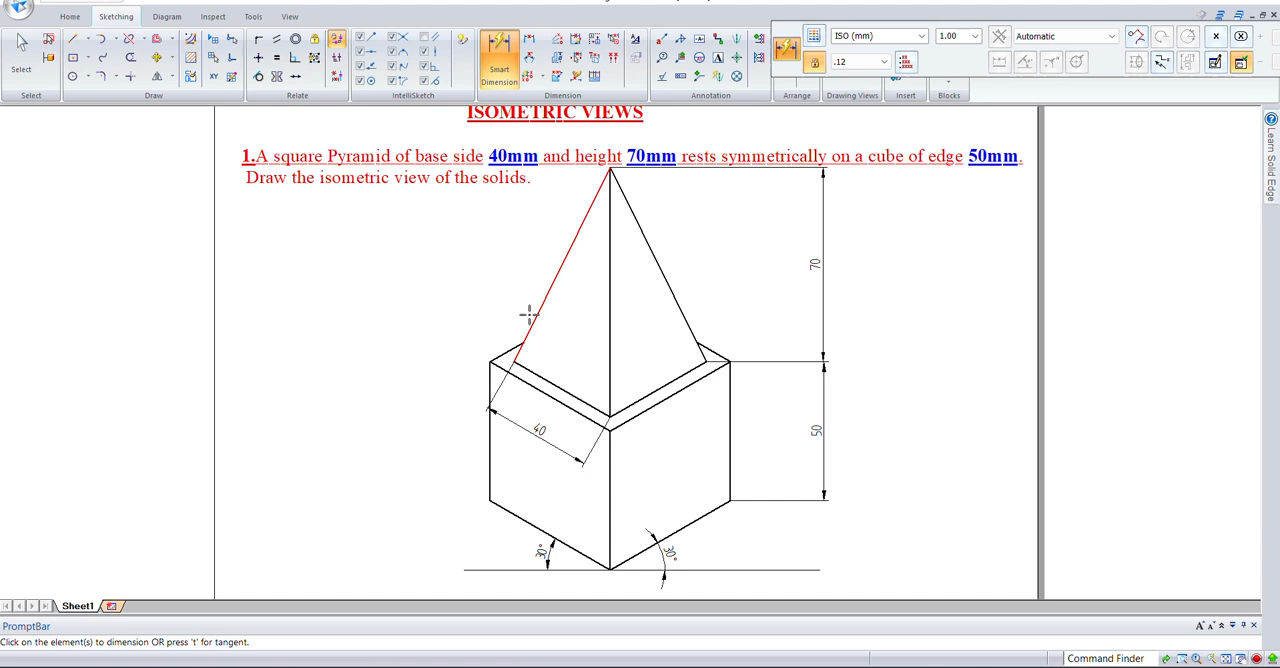 Home Sketching Diagram Inspect Tools View
ISO (mm) 1.00 Automatic
.12
Select
Smart
Dimension
Select Draw Relate IntelliSketch Dimension Annotation Arrange Drawing Views Insert Blocks
Learn Solid Edge
ISOMETRIC VIEWS
1.A square Pyramid of base side 40mm and height 70mm rests symmetrically on a cube of edge 50mm.
Draw the isometric view of the solids.
70
40
50
30°
30°
Sheet1
PromptBar
Click on the element(s) to dimension OR press 't' for tangent.
Command Finder